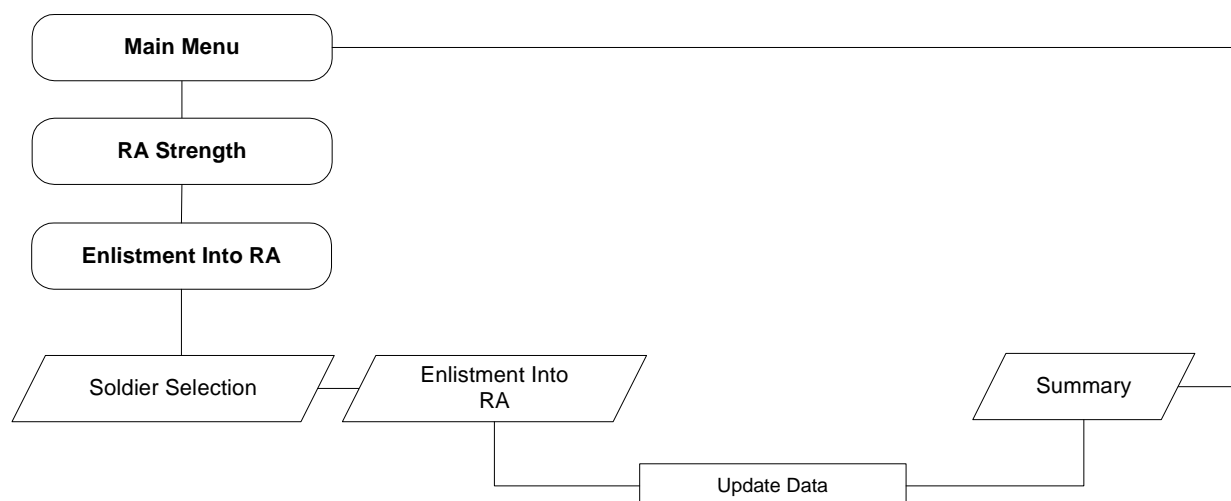 Main Menu
RA Strength
Enlistment Into RA
Soldier Selection
Enlistment Into
RA
Summary
Update Data